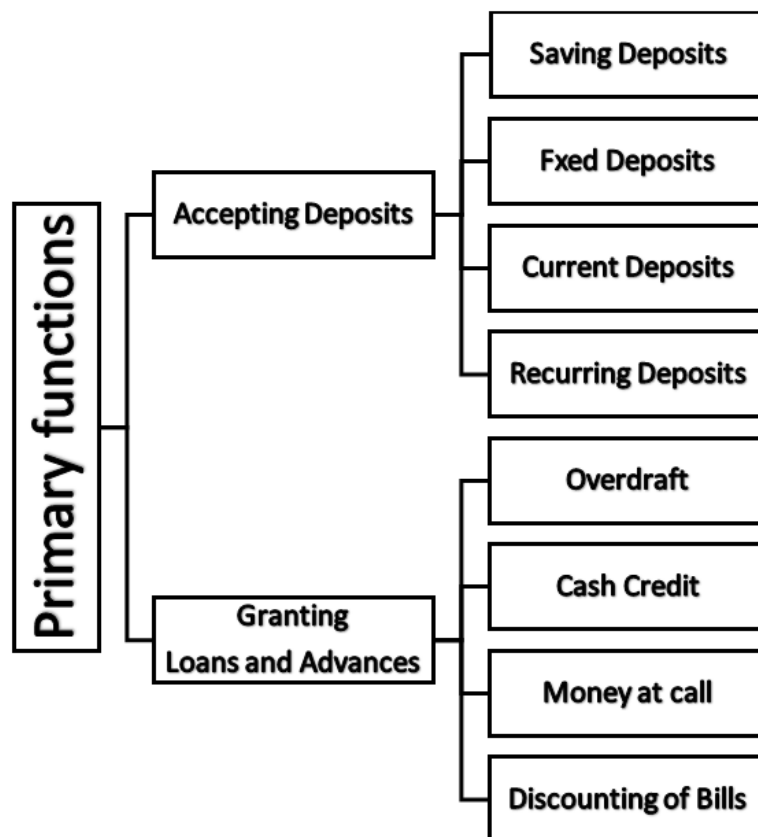 Primary functions
Accepting Deposits
Saving Deposits
Fxed Deposits
Current Deposits
Recurring Deposits
Granting
Loans and Advances
Overdraft
Cash Credit
Money at call
Discounting of Bills